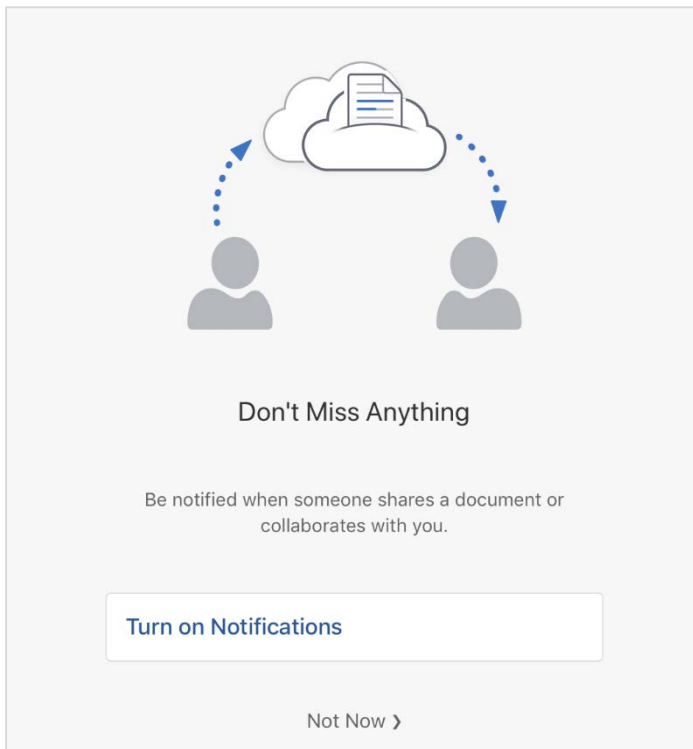 Don't Miss Anything
Be notified when someone shares a document or
collaborates with you.
Turn on Notifications
Not Now ❯